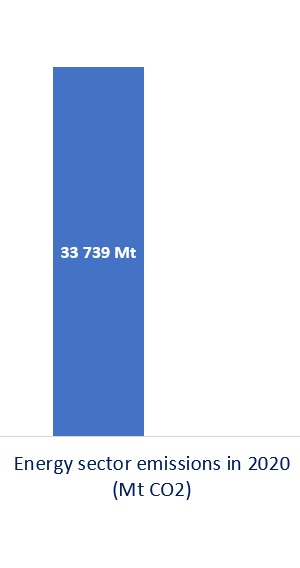 33 739 Mt
Energy sector emissions in 2020
(Mt CO2)